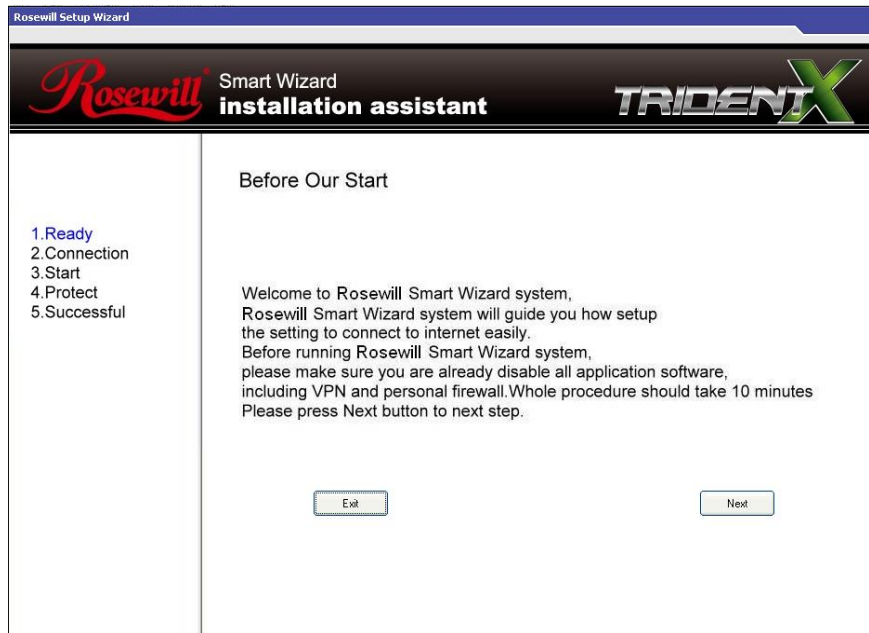 Rosewill Setup Wizard
Rosewill
Smart Wizard
installation assistant
TRIDENTX
Before Our Start
1.Ready
2.Connection
3.Start
4.Protect
5.Successful
Welcome to Rosewill Smart Wizard system,
Rosewill Smart Wizard system will guide you how setup
the setting to connect to internet easily.
Before running Rosewill Smart Wizard system,
please make sure you are already disable all application software,
including VPN and personal firewall.Whole procedure should take 10 minutes
Please press Next button to next step.
Exit
Next